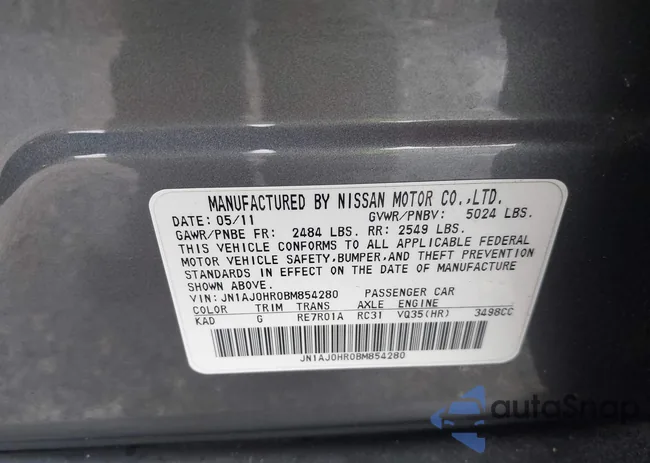 MANUFACTURED BY NISSAN MOTOR CO.,LTD.
DATE: 05/11 GVWR/PNBV: 5024 LBS.
GAWR/PNBE FR: 2484 LBS. RR: 2549 LBS.
THIS VEHICLE CONFORMS TO ALL APPLICABLE FEDERAL
MOTOR VEHICLE SAFETY, BUMPER, AND THEFT PREVENTION
STANDARDS IN EFFECT ON THE DATE OF MANUFACTURE
SHOWN ABOVE.
VIN: JN1AJ0HR0BM854280 PASSENGER CAR
COLOR TRIM TRANS AXLE ENGINE
KAD G RE7R01A RC31 VQ35(HR) 3498CC
JN1AJ0HR0BM854280
autoSnap